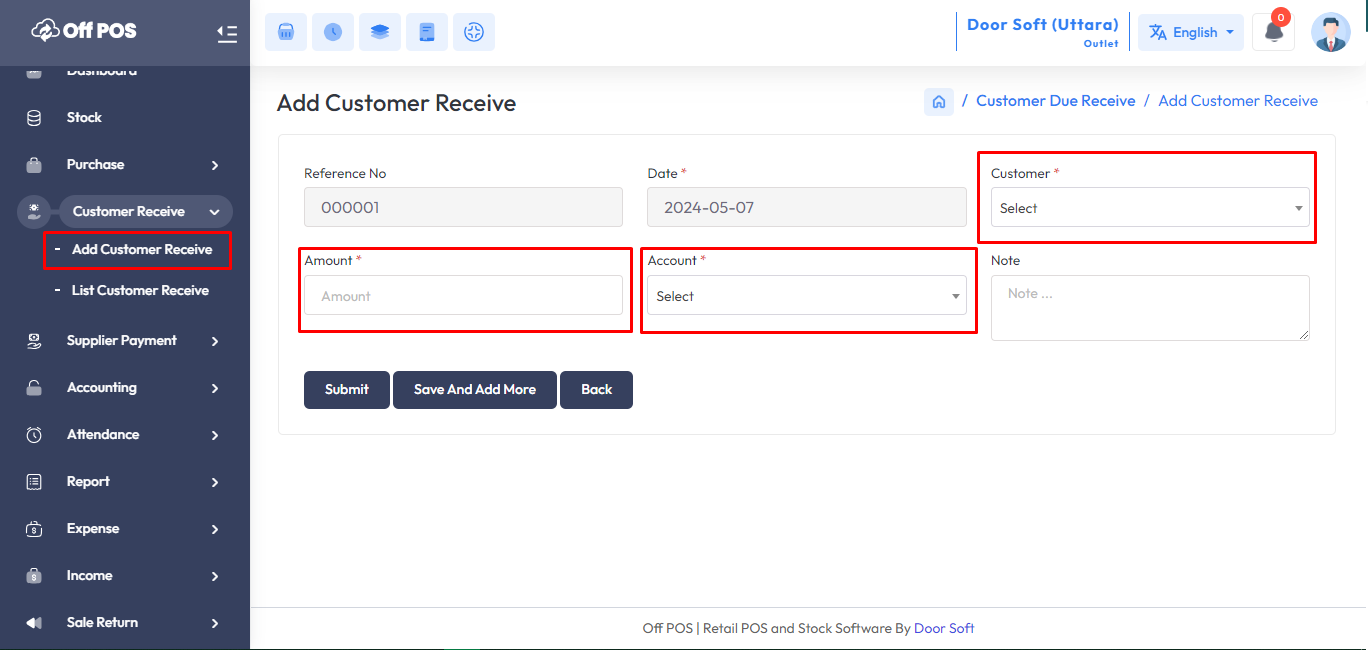 Off POS
Door Soft (Uttara)
Outlet
English
0
Dashboard
Stock
Purchase
Customer Receive
- Add Customer Receive
- List Customer Receive
Supplier Payment
Accounting
Attendance
Report
Expense
Income
Sale Return
Add Customer Receive
/ Customer Due Receive / Add Customer Receive
Reference No
000001
Date *
2024-05-07
Customer *
Select
Amount *
Amount
Account *
Select
Note
Note ...
Submit
Save And Add More
Back
Off POS | Retail POS and Stock Software By Door Soft